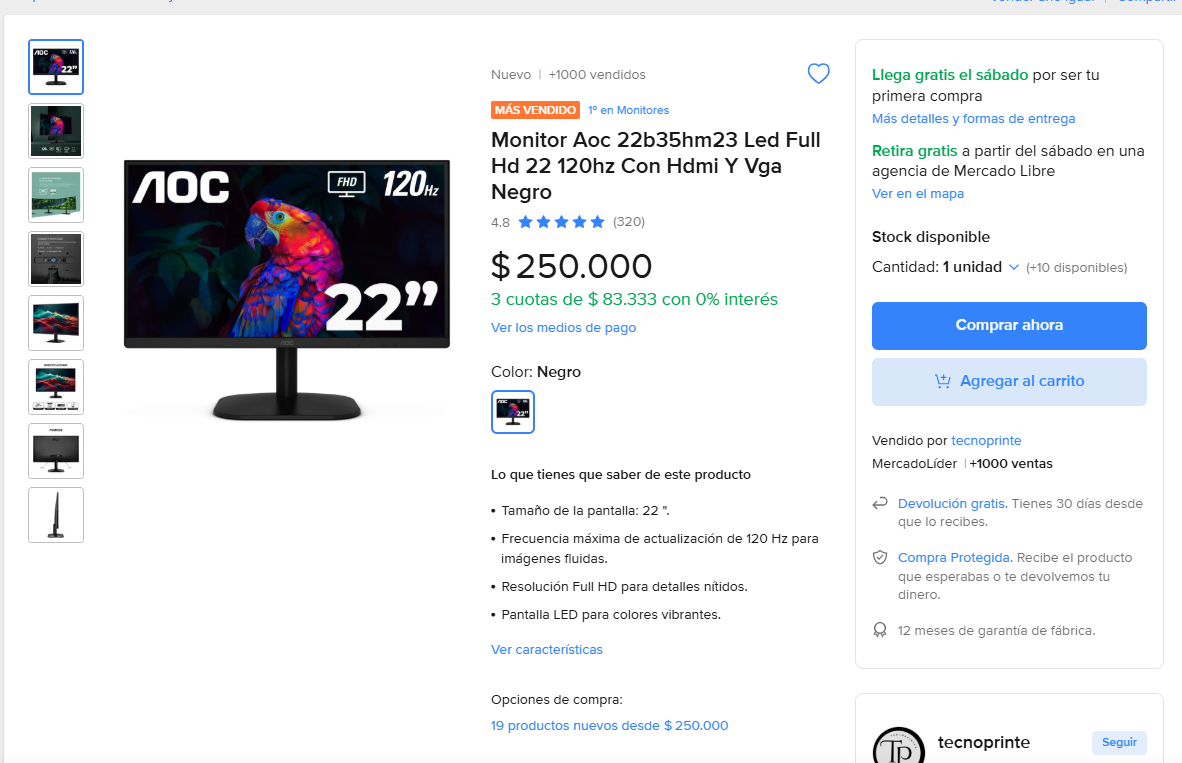 Nuevo | +1000 vendidos
MÁS VENDIDO 1º en Monitores
Monitor Aoc 22b35hm23 Led Full
Hd 22 120hz Con Hdmi Y Vga
Negro
4.8 (320)
$ 250.000
3 cuotas de $ 83.333 con 0% interés
Ver los medios de pago
Color: Negro
Lo que tienes que saber de este producto
• Tamaño de la pantalla: 22 ".
• Frecuencia máxima de actualización de 120 Hz para
imágenes fluidas.
• Resolución Full HD para detalles nítidos.
• Pantalla LED para colores vibrantes.
Ver características
Opciones de compra:
19 productos nuevos desde $ 250.000
AOC
FHD
120Hz
22”
AOC
Llega gratis el sábado por ser tu
primera compra
Más detalles y formas de entrega
Retira gratis a partir del sábado en una
agencia de Mercado Libre
Ver en el mapa
Stock disponible
Cantidad: 1 unidad (+10 disponibles)
Comprar ahora
Agregar al carrito
Vendido por tecnoprinte
MercadoLíder | +1000 ventas
Devolución gratis. Tienes 30 días desde
que lo recibes.
Compra Protegida. Recibe el producto
que esperabas o te devolvemos tu
dinero.
12 meses de garantía de fábrica.
Tp
tecnoprinte
Seguir